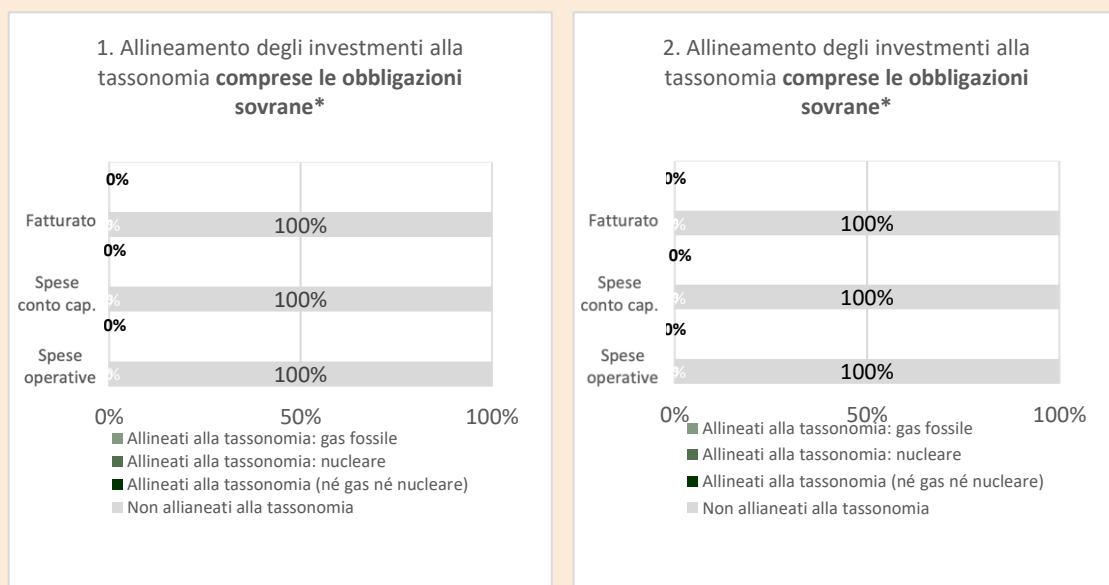 1. Allineamento degli investimenti alla
tassonomia comprese le obbligazioni
sovrane*
0%
Fatturato
%
100%
0%
Spese
conto cap.
%
100%
0%
Spese
operative
%
100%
0%
50%
100%
Allineati alla tassonomia: gas fossile
Allineati alla tassonomia: nucleare
Allineati alla tassonomia (né gas né nucleare)
Non allianeati alla tassonomia
2. Allineamento degli investimenti alla
tassonomia comprese le obbligazioni
sovrane*
0%
Fatturato
%
100%
0%
Spese
conto cap.
%
100%
0%
Spese
operative
%
100%
0%
50%
100%
Allineati alla tassonomia: gas fossile
Allineati alla tassonomia: nucleare
Allineati alla tassonomia (né gas né nucleare)
Non allianeati alla tassonomia